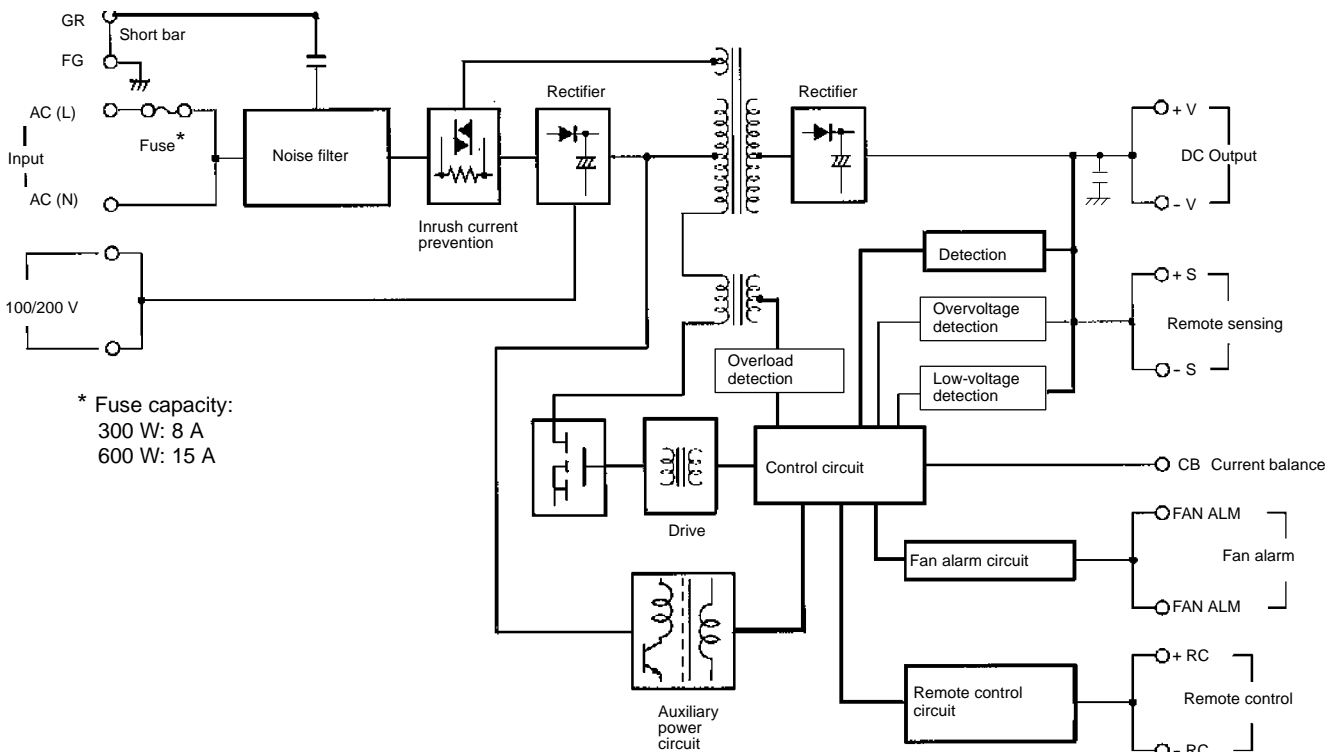 GR
Short bar
FG
AC (L)
Fuse*
Input
AC (N)
Noise filter
Inrush current
prevention
Rectifier
Rectifier
+ V
DC Output
− V
100/200 V
* Fuse capacity:
300 W: 8 A
600 W: 15 A
Detection
Overvoltage
detection
Low-voltage
detection
Overload
detection
+ S
Remote sensing
− S
Control circuit
CB Current balance
Drive
Fan alarm circuit
FAN ALM
Fan alarm
FAN ALM
Auxiliary
power
circuit
Remote control
circuit
+ RC
Remote control
− RC